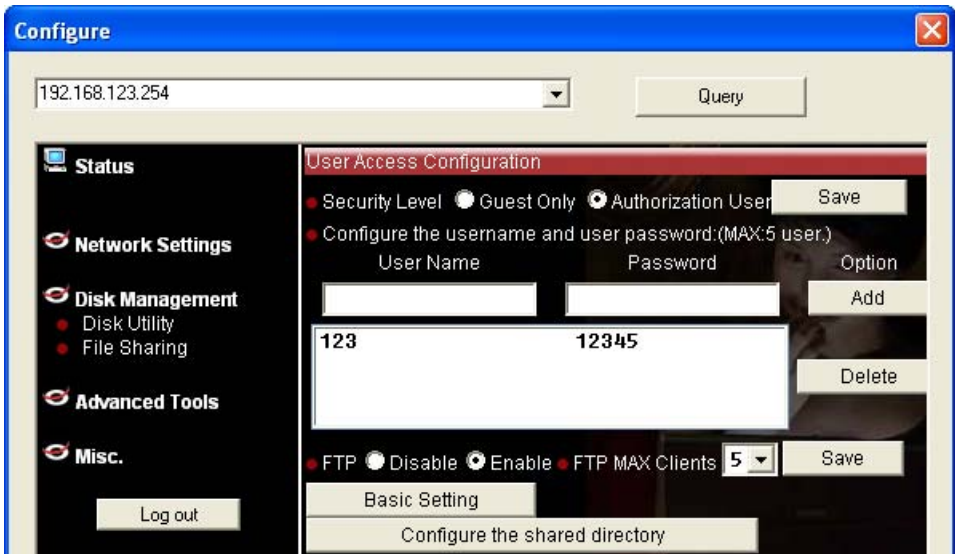 Configure
192.168.123.254
Query
Status
Network Settings
Disk Management
Disk Utility
File Sharing
Advanced Tools
Misc.
Log out
User Access Configuration
Security Level Guest Only Authorization User Save
Configure the username and user password:(MAX:5 user.)
User Name Password Option
Add
123 12345
Delete
FTP Disable Enable FTP MAX Clients 5 Save
Basic Setting
Configure the shared directory